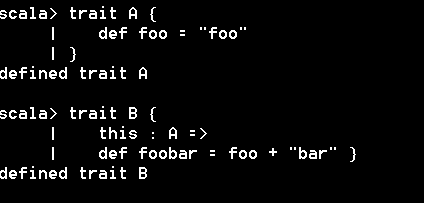 scala> trait A {
     |    def foo = "foo"
     | }
defined trait A

scala> trait B {
     |    this : A =>
     |    def foobar = foo + "bar" }
defined trait B